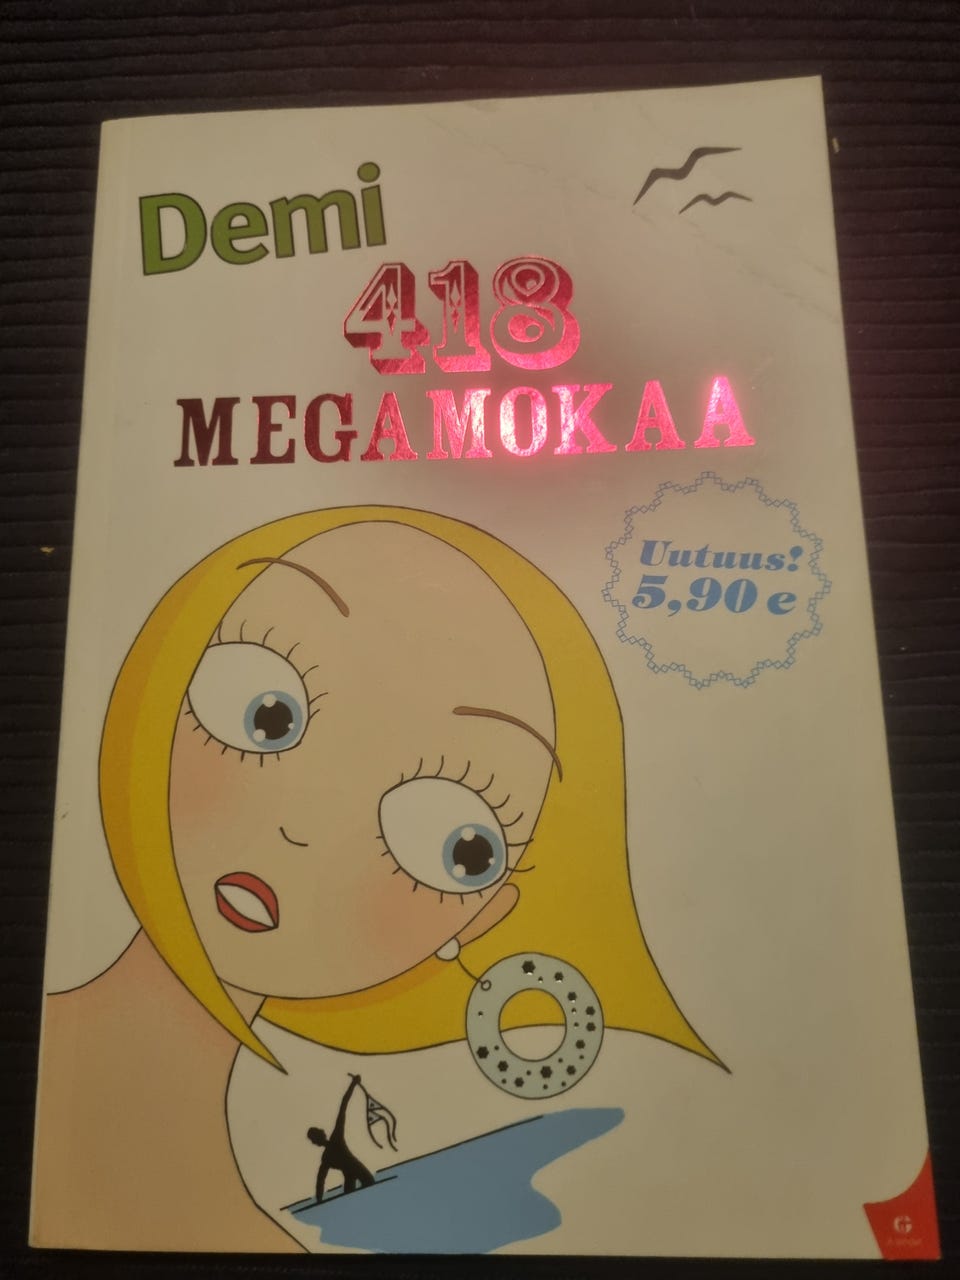 Demi
418
MEGAMOKAA
Uutuus!
5,90 e